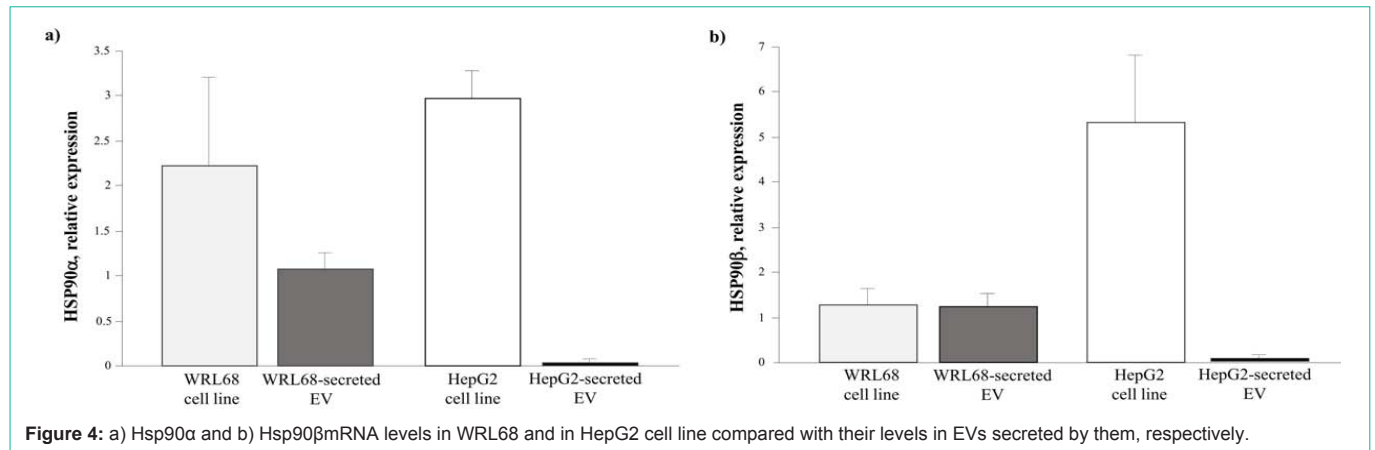 a)
3.5
3
2.5
2
1.5
1
0.5
0
HSP90α, relative expression
WRL68
cell line
WRL68-secreted
EV
HepG2
cell line
HepG2-secreted
EV
b)
7
6
5
4
3
2
1
0
HSP90β, relative expression
WRL68
cell line
WRL68-secreted
EV
HepG2
cell line
HepG2-secreted
EV
Figure 4: a) Hsp90α and b) Hsp90βmRNA levels in WRL68 and in HepG2 cell line compared with their levels in EVs secreted by them, respectively.